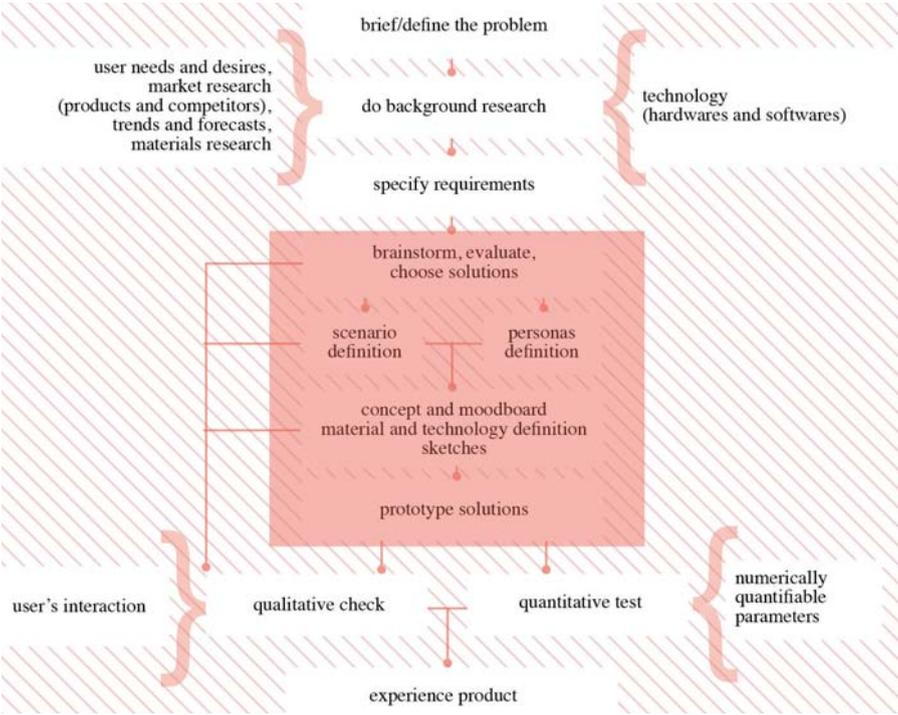 brief/define the problem
user needs and desires,
market research
(products and competitors),
trends and forecasts,
materials research
do background research
technology
(hardwares and softwares)
specify requirements
brainstorm, evaluate,
choose solutions
scenario
definition
personas
definition
concept and moodboard
material and technology definition
sketches
prototype solutions
user’s interaction
qualitative check
quantitative test
numerically
quantifiable
parameters
experience product